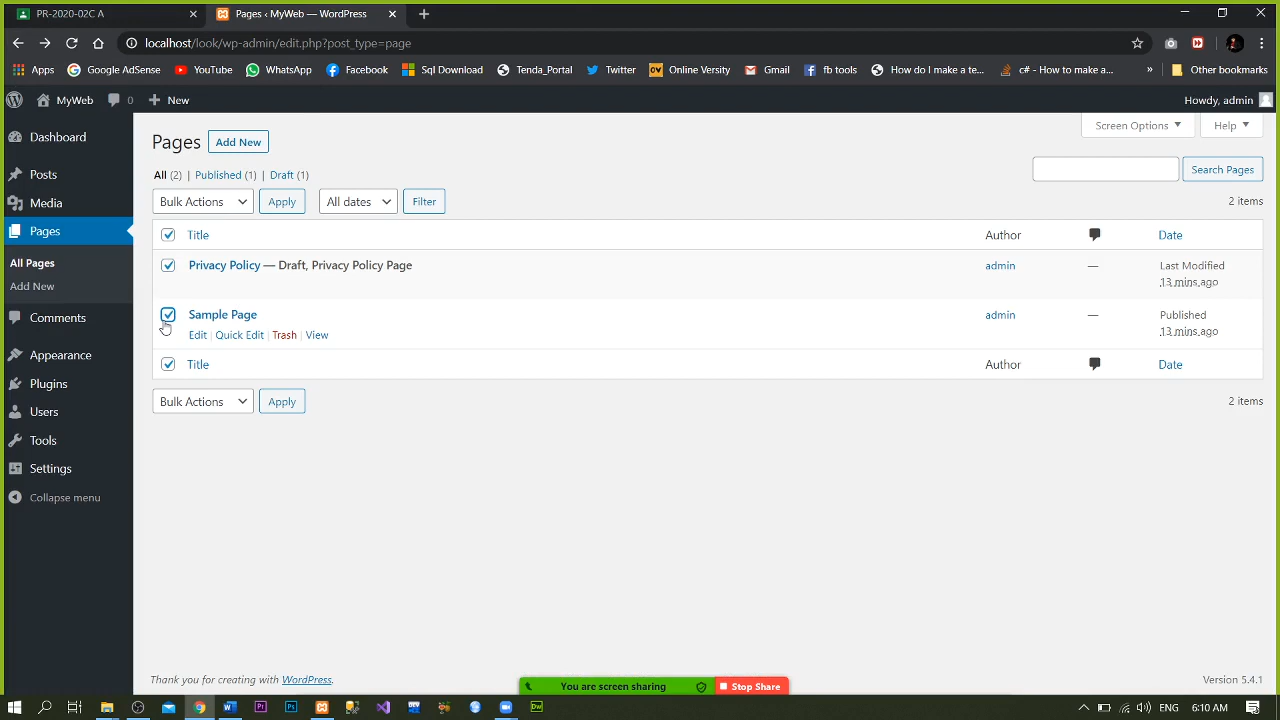 PR-2020-02C A
Pages ‹ MyWeb — WordPress
localhost/look/wp-admin/edit.php?post_type=page
Apps Google AdSense YouTube WhatsApp Facebook Sql Download Tenda_Portal Twitter Online Versity Gmail fb tools How do I make a te... c# - How to make a... » Other bookmarks
MyWeb 0 New Howdy, admin
Dashboard
Posts
Media
Pages
All Pages
Add New
Comments
Appearance
Plugins
Users
Tools
Settings
Collapse menu
Screen Options Help
Pages Add New
All (2) | Published (1) | Draft (1)
Search Pages
Bulk Actions Apply All dates Filter 2 items
Title Author Date
Privacy Policy — Draft, Privacy Policy Page admin — Last Modified
13 mins ago
Sample Page admin — Published
Edit | Quick Edit | Trash | View 13 mins ago
Title Author Date
Bulk Actions Apply 2 items
Thank you for creating with WordPress. Version 5.4.1
You are screen sharing Stop Share
OV
W Pr Ps Dw ENG 6:10 AM